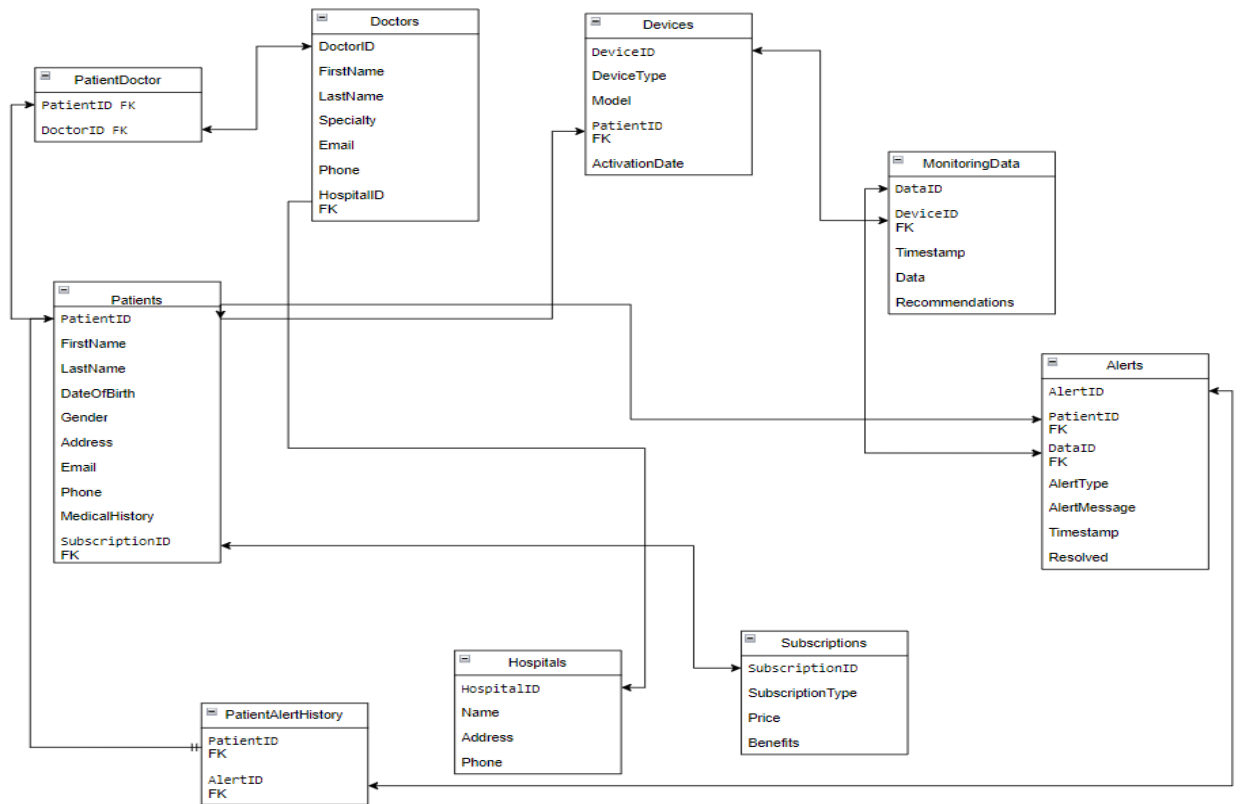 Doctors
DoctorID
FirstName
LastName
Specialty
Email
Phone
HospitalID
FK
Devices
DeviceID
DeviceType
Model
PatientID
FK
ActivationDate
PatientDoctor
PatientID FK
DoctorID FK
MonitoringData
DataID
DeviceID
FK
Timestamp
Data
Recommendations
Patients
PatientID
FirstName
LastName
DateOfBirth
Gender
Address
Email
Phone
MedicalHistory
SubscriptionID
FK
Alerts
AlertID
PatientID
FK
DataID
FK
AlertType
AlertMessage
Timestamp
Resolved
Subscriptions
SubscriptionID
SubscriptionType
Price
Benefits
Hospitals
HospitalID
Name
Address
Phone
PatientAlertHistory
PatientID
FK
AlertID
FK